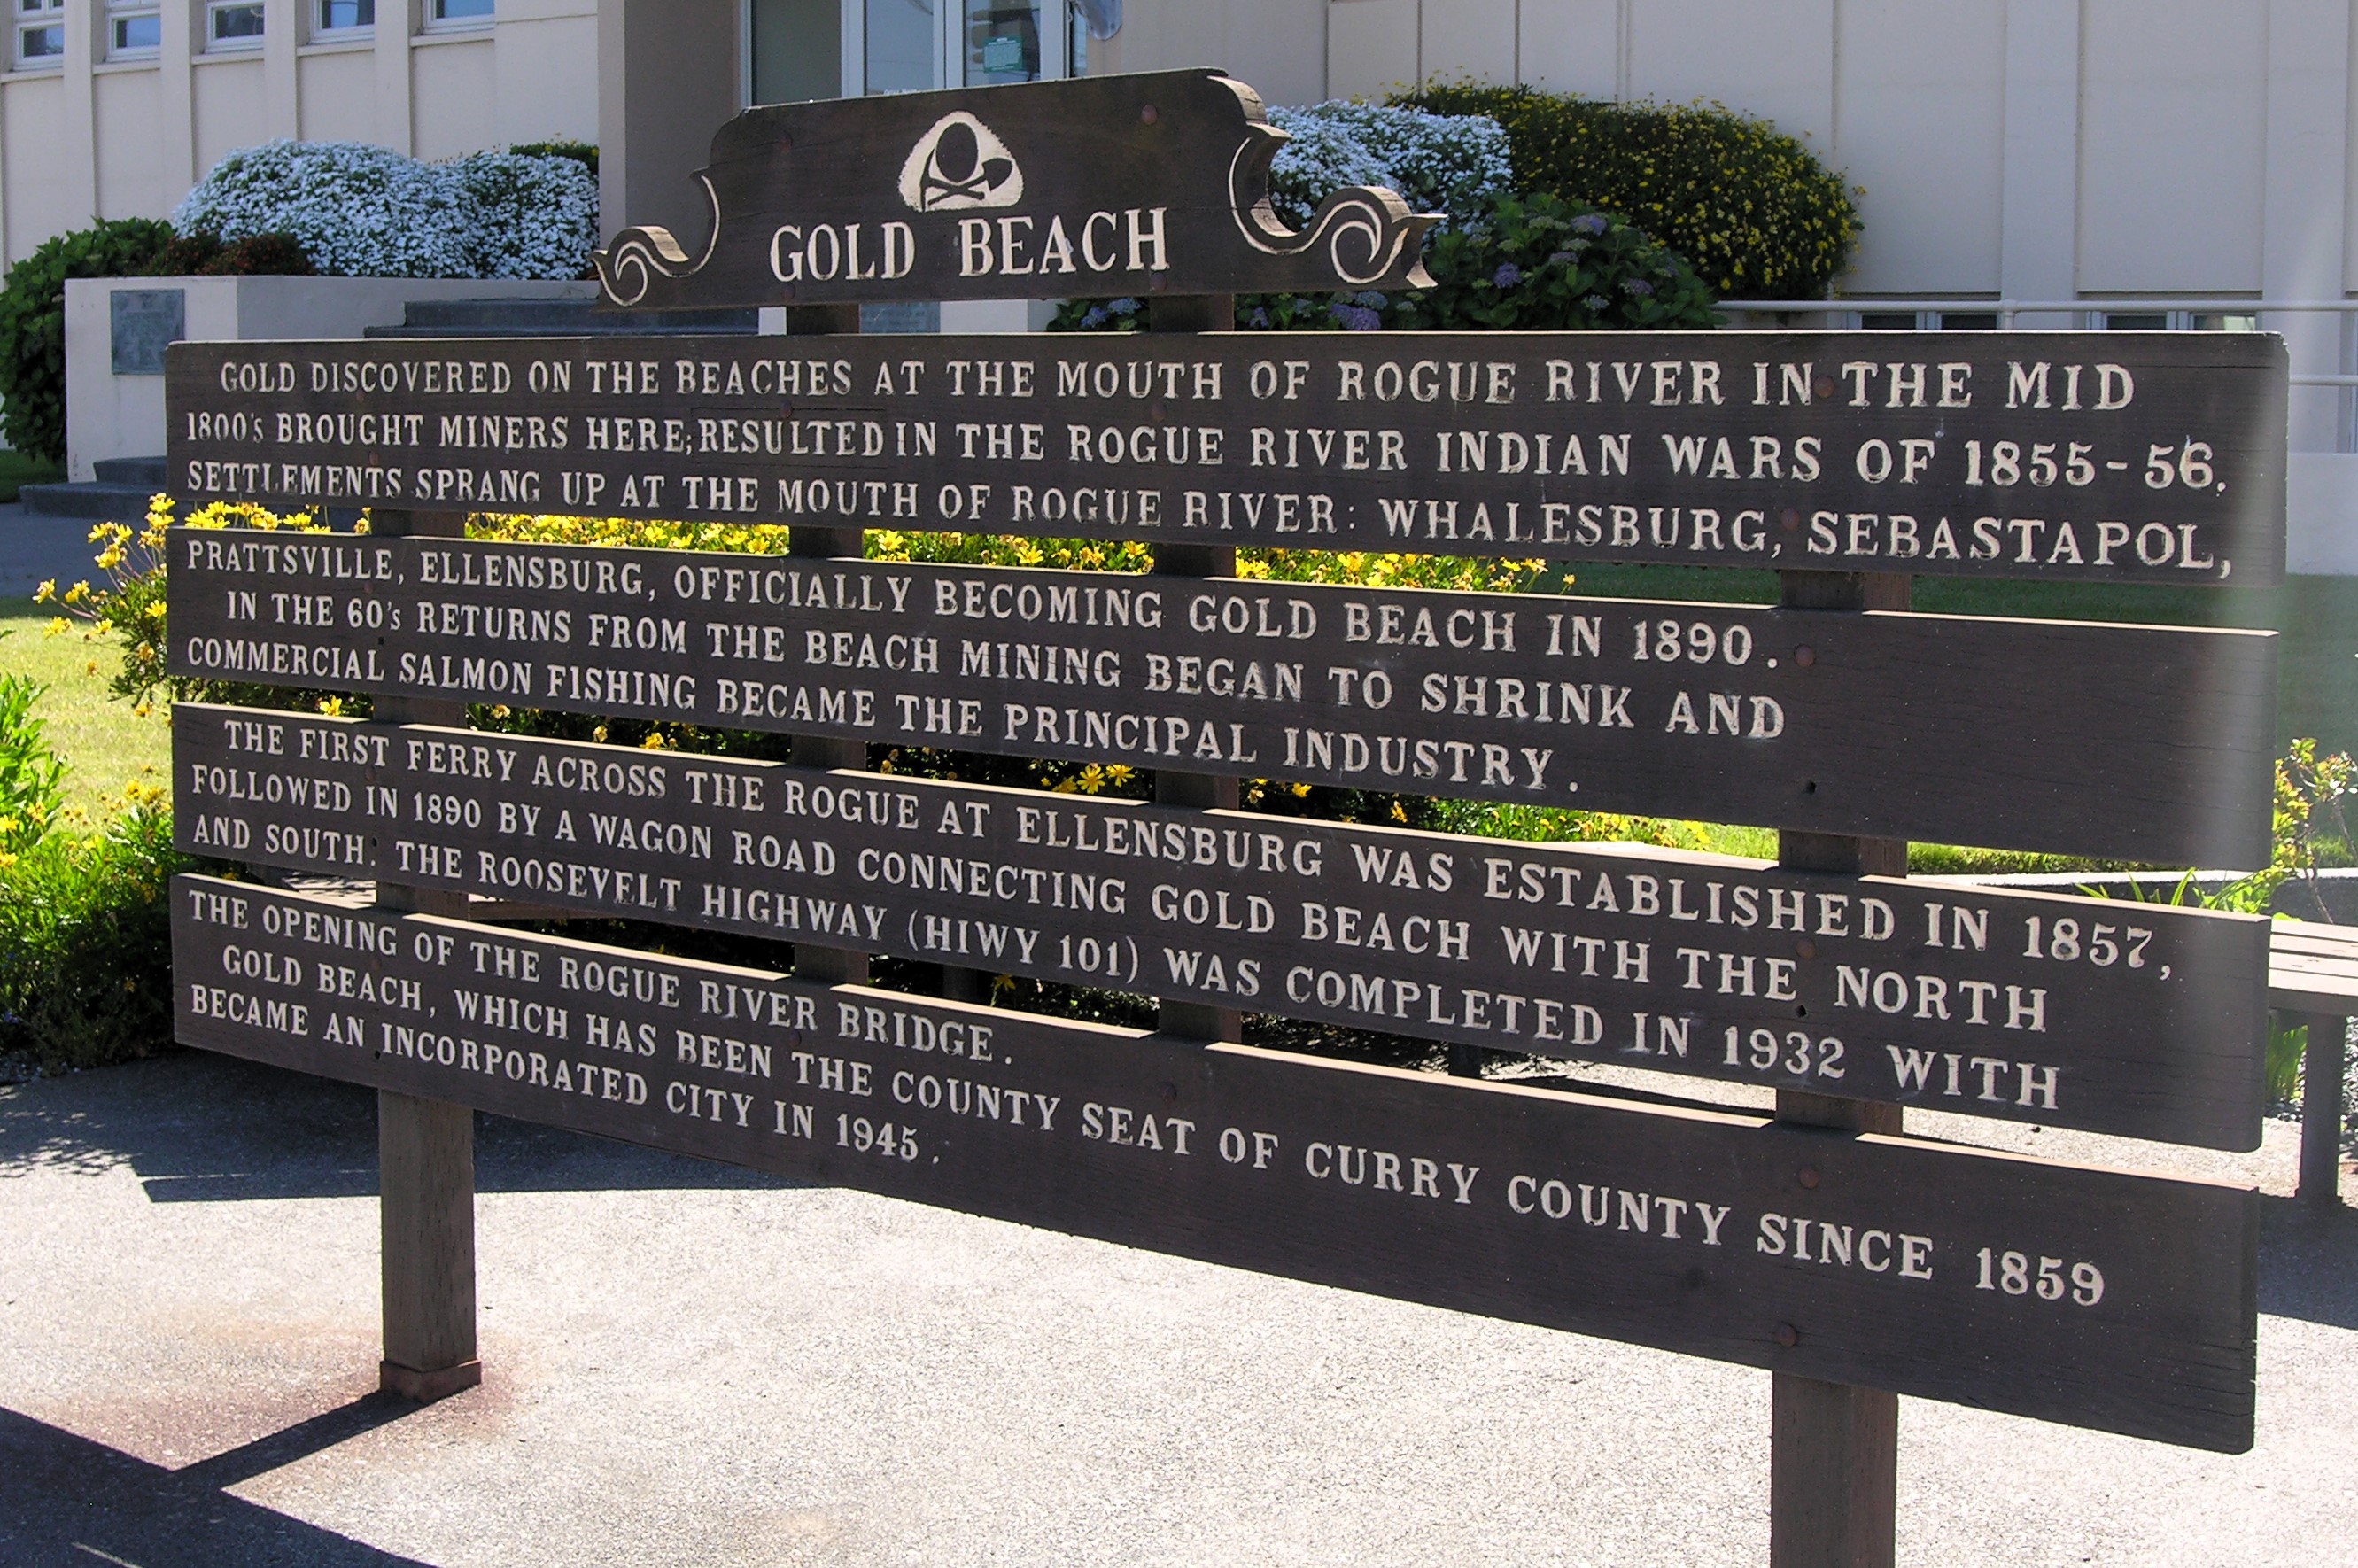 GOLD BEACH
GOLD DISCOVERED ON THE BEACHES AT THE MOUTH OF ROGUE RIVER IN THE MID
1800's BROUGHT MINERS HERE; RESULTED IN THE ROGUE RIVER INDIAN WARS OF 1855-56.
SETTLEMENTS SPRANG UP AT THE MOUTH OF ROGUE RIVER: WHALESBURG, SEBASTAPOL,
PRATTSVILLE, ELLENSBURG, OFFICIALLY BECOMING GOLD BEACH IN 1890.
IN THE 60's RETURNS FROM THE BEACH MINING BEGAN TO SHRINK AND
COMMERCIAL SALMON FISHING BECAME THE PRINCIPAL INDUSTRY.
THE FIRST FERRY ACROSS THE ROGUE AT ELLENSBURG WAS ESTABLISHED IN 1857,
FOLLOWED IN 1890 BY A WAGON ROAD CONNECTING GOLD BEACH WITH THE NORTH
AND SOUTH. THE ROOSEVELT HIGHWAY (HIWY 101) WAS COMPLETED IN 1932 WITH
THE OPENING OF THE ROGUE RIVER BRIDGE.
GOLD BEACH, WHICH HAS BEEN THE COUNTY SEAT OF CURRY COUNTY SINCE 1859
BECAME AN INCORPORATED CITY IN 1945.